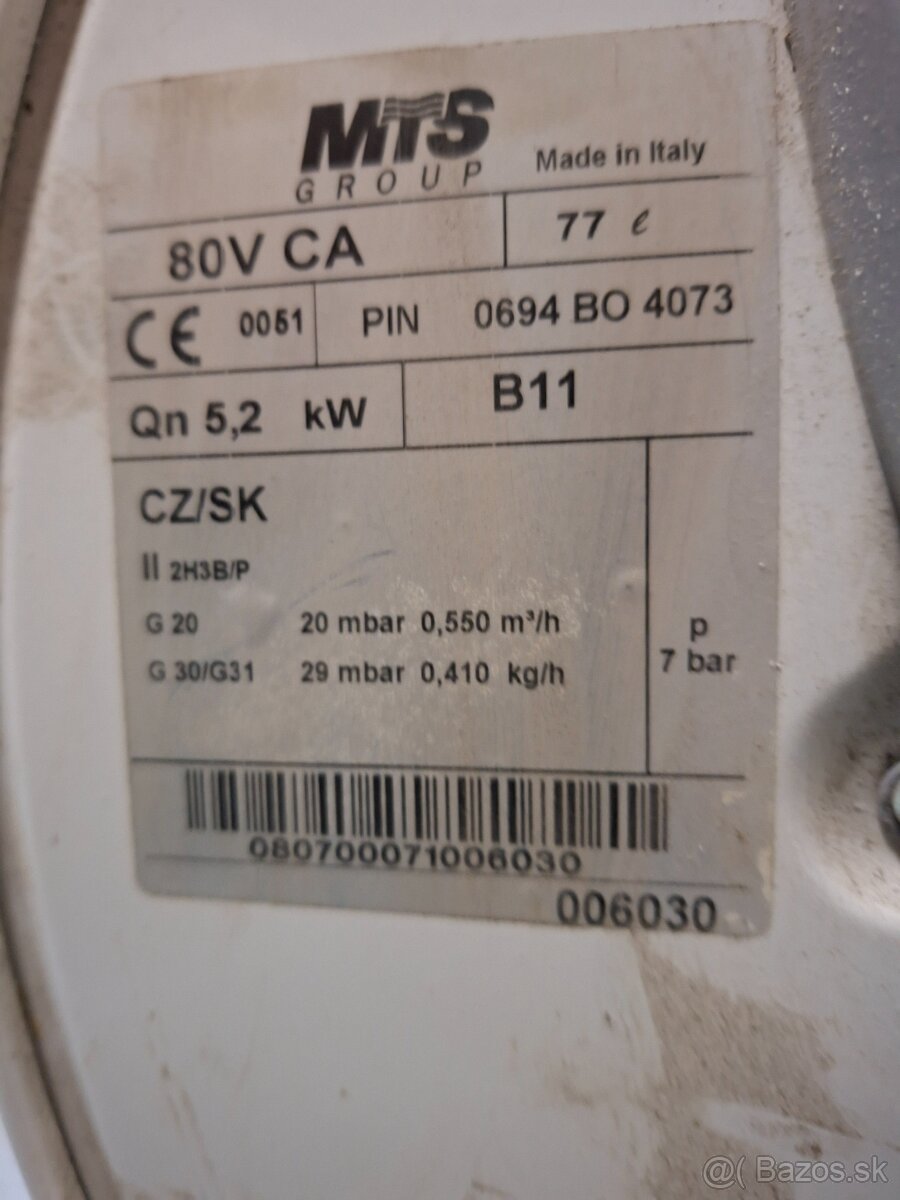 MTS
GROUP
Made in Italy
80V CA
77 ℓ
CE 0051
PIN 0694 BO 4073
Qn 5,2 kW
B11
CZ/SK
II 2H3B/P
G 20 20 mbar 0,550 m³/h
G 30/G31 29 mbar 0,410 kg/h
p
7 bar
080700071006030
006030
@( Bazos.sk